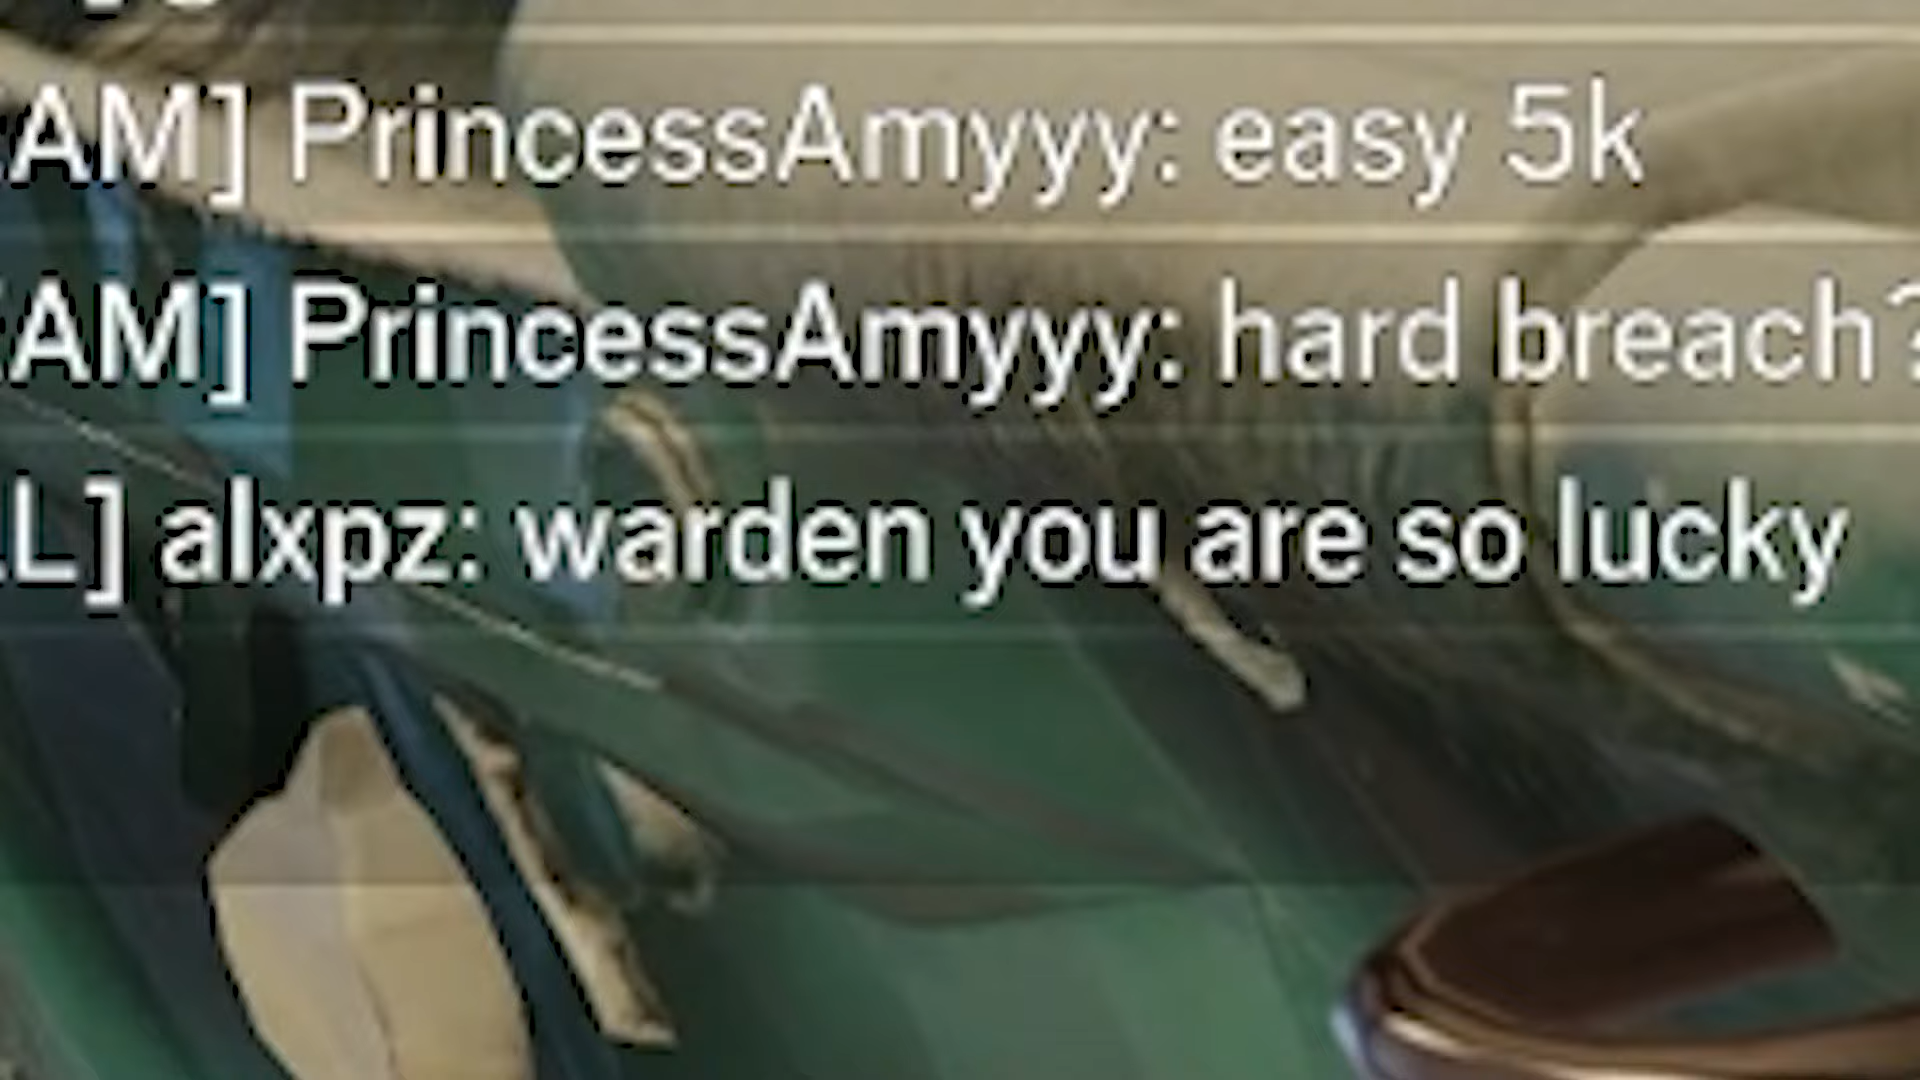 AM] PrincessAmyyy: easy 5k
AM] PrincessAmyyy: hard breach?
L] alxpz: warden you are so lucky